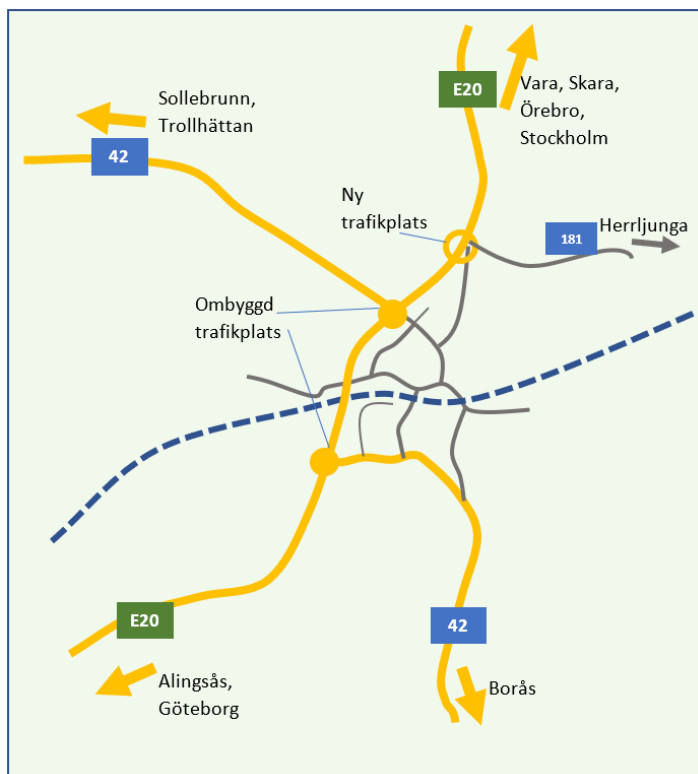 E20
Vara, Skara,
Örebro,
Stockholm
Sollebrunn,
Trollhättan
42
Ny
trafikplats
181
Herrljunga
Ombyggd
trafikplats
E20
42
Alingsås,
Göteborg
Borås